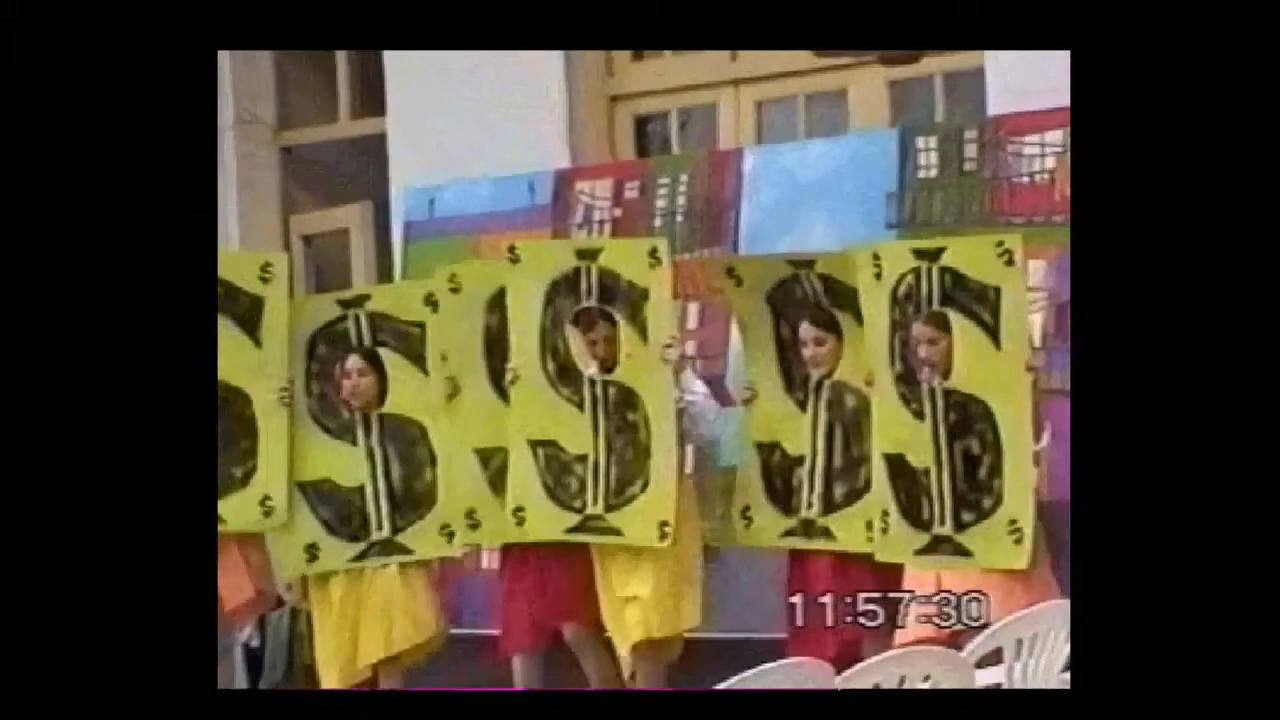 $ $ $ $ $ $ $ $
$ $ $ $ $
$ $ $ $ $ $ $ $ $
11:57:30